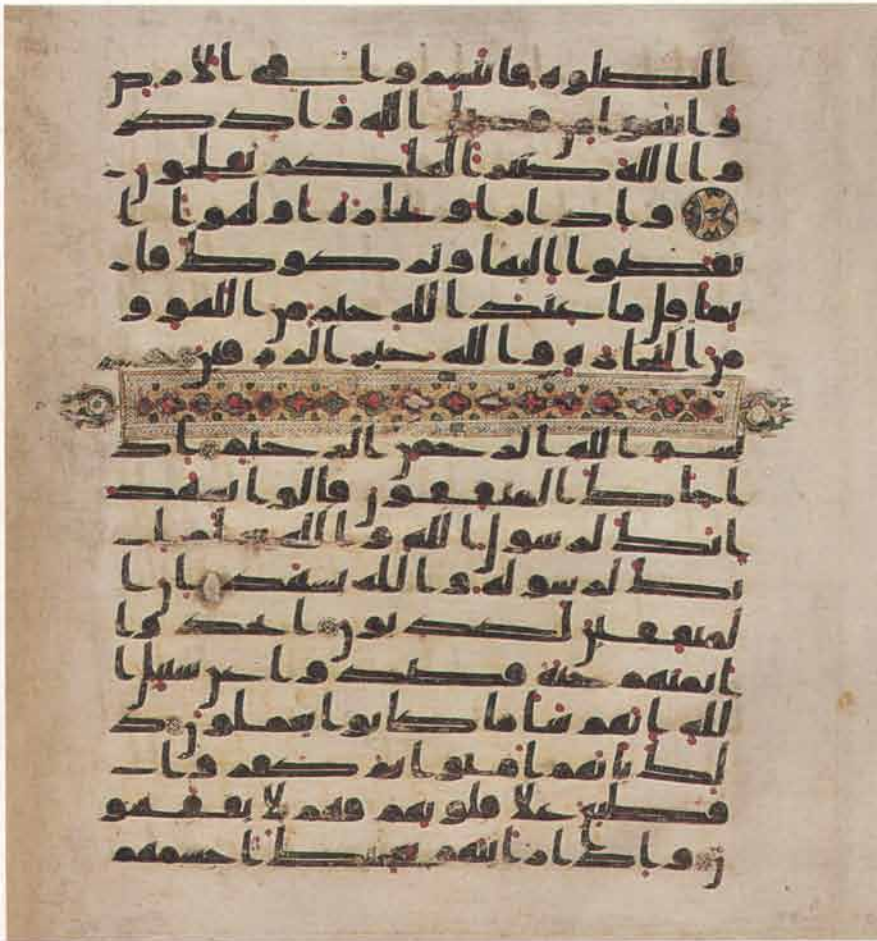 الصلوه فانتشروا في الارض
وابتغوا من فضل الله واذكر
وا الله كثيرا لعلكم تفلحون
واذا راوا تجره او لهوا ا
نفضوا اليها وتركوك قا
ئما قل ما عند الله خير من اللهو و
من التجره والله خير الرزقين
بسم الله الرحمن الرحيم اذ
ا جاك المنفقون قالوا نشهد
انك لرسول الله والله يعلم ا
نك لرسوله والله يشهد ان ا
لمنفقين لكذبون اتخذوا
ايمنهم جنه فصدوا عن سبيل ا
لله انهم سا ما كانوا يعملون ذ
لك بانهم امنوا ثم كفروا
فطبع علا قلوبهم فهم لا يفقهو
ن واذا رايتهم تعجبك اجسمهم